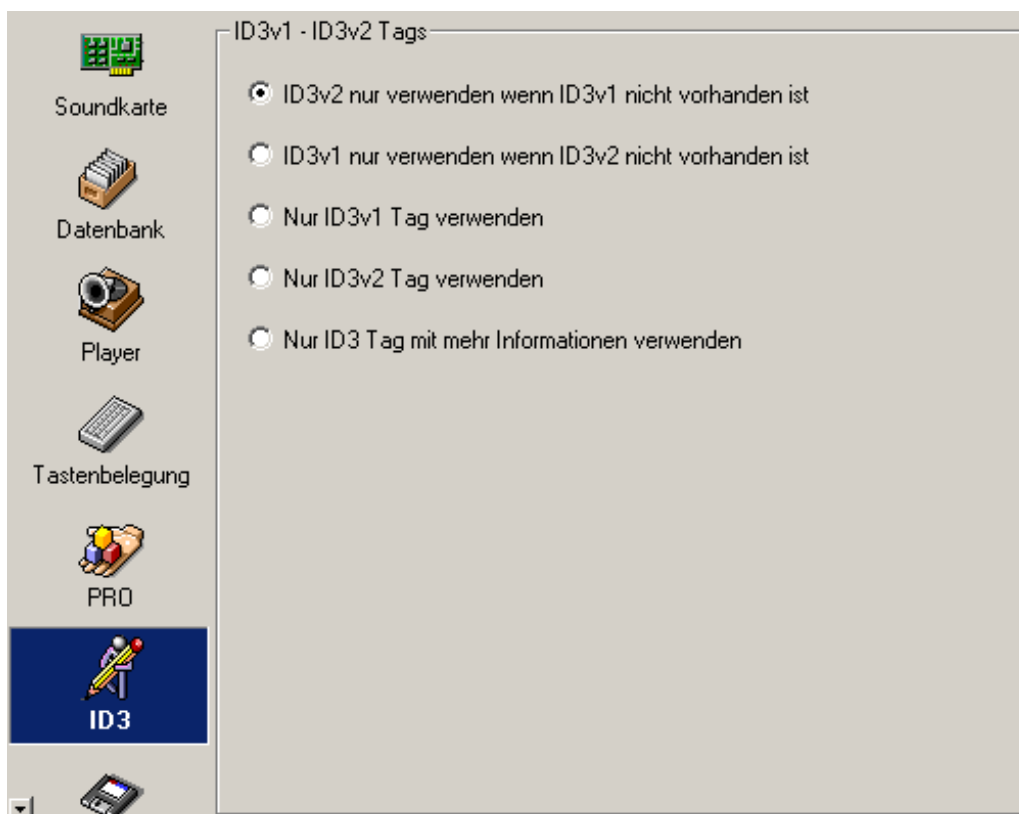 Soundkarte
Datenbank
Player
Tastenbelegung
PRO
ID3
ID3v1 - ID3v2 Tags
ID3v2 nur verwenden wenn ID3v1 nicht vorhanden ist
ID3v1 nur verwenden wenn ID3v2 nicht vorhanden ist
Nur ID3v1 Tag verwenden
Nur ID3v2 Tag verwenden
Nur ID3 Tag mit mehr Informationen verwenden